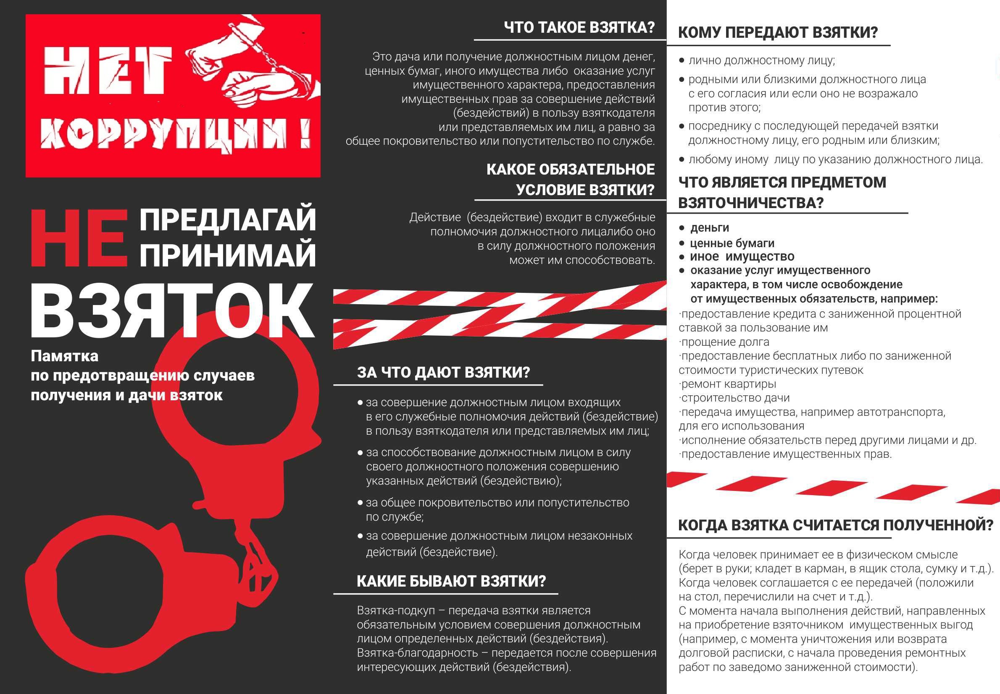 НЕТ
КОРРУПЦИИ !
НЕ ПРЕДЛАГАЙ
ПРИНИМАЙ
ВЗЯТОК
Памятка
по предотвращению случаев
получения и дачи взяток
ЧТО ТАКОЕ ВЗЯТКА?
Это дача или получение должностным лицом денег,
ценных бумаг, иного имущества либо оказание услуг
имущественного характера, предоставления
имущественных прав за совершение действий
(бездействий) в пользу взяткодателя
или представляемых им лиц, а равно за
общее покровительство или попустительство по службе.
КАКОЕ ОБЯЗАТЕЛЬНОЕ
УСЛОВИЕ ВЗЯТКИ?
Действие (бездействие) входит в служебные
полномочия должностного лицалибо оно
в силу должностного положения
может им способствовать.
ЗА ЧТО ДАЮТ ВЗЯТКИ?
● за совершение должностным лицом входящих
в его служебные полномочия действий (бездействие)
в пользу взяткодателя или представляемых им лиц;
● за способствование должностным лицом в силу
своего должностного положения совершению
указанных действий (бездействию);
● за общее покровительство или попустительство
по службе;
● за совершение должностным лицом незаконных
действий (бездействие).
КАКИЕ БЫВАЮТ ВЗЯТКИ?
Взятка-подкуп – передача взятки является
обязательным условием совершения должностным
лицом определенных действий (бездействия).
Взятка-благодарность – передается после совершения
интересующих действий (бездействия).
КОМУ ПЕРЕДАЮТ ВЗЯТКИ?
● лично должностному лицу;
● родными или близкими должностного лица
с его согласия или если оно не возражало
против этого;
● посреднику с последующей передачей взятки
должностному лицу, его родным или близким;
● любому иному лицу по указанию должностного лица.
ЧТО ЯВЛЯЕТСЯ ПРЕДМЕТОМ
ВЗЯТОЧНИЧЕСТВА?
● деньги
● ценные бумаги
● иное имущество
● оказание услуг имущественного
характера, в том числе освобождение
от имущественных обязательств, например:
·предоставление кредита с заниженной процентной
ставкой за пользование им
·прощение долга
·предоставление бесплатных либо по заниженной
стоимости туристических путевок
·ремонт квартиры
·строительство дачи
·передача имущества, например автотранспорта,
для его использования
·исполнение обязательств перед другими лицами и др.
·предоставление имущественных прав.
КОГДА ВЗЯТКА СЧИТАЕТСЯ ПОЛУЧЕННОЙ?
Когда человек принимает ее в физическом смысле
(берет в руки; кладет в карман, в ящик стола, сумку и т.д.).
Когда человек соглашается с ее передачей (положили
на стол, перечислили на счет и т.д.).
С момента начала выполнения действий, направленных
на приобретение взяточником имущественных выгод
(например, с момента уничтожения или возврата
долговой расписки, с начала проведения ремонтных
работ по заведомо заниженной стоимости).